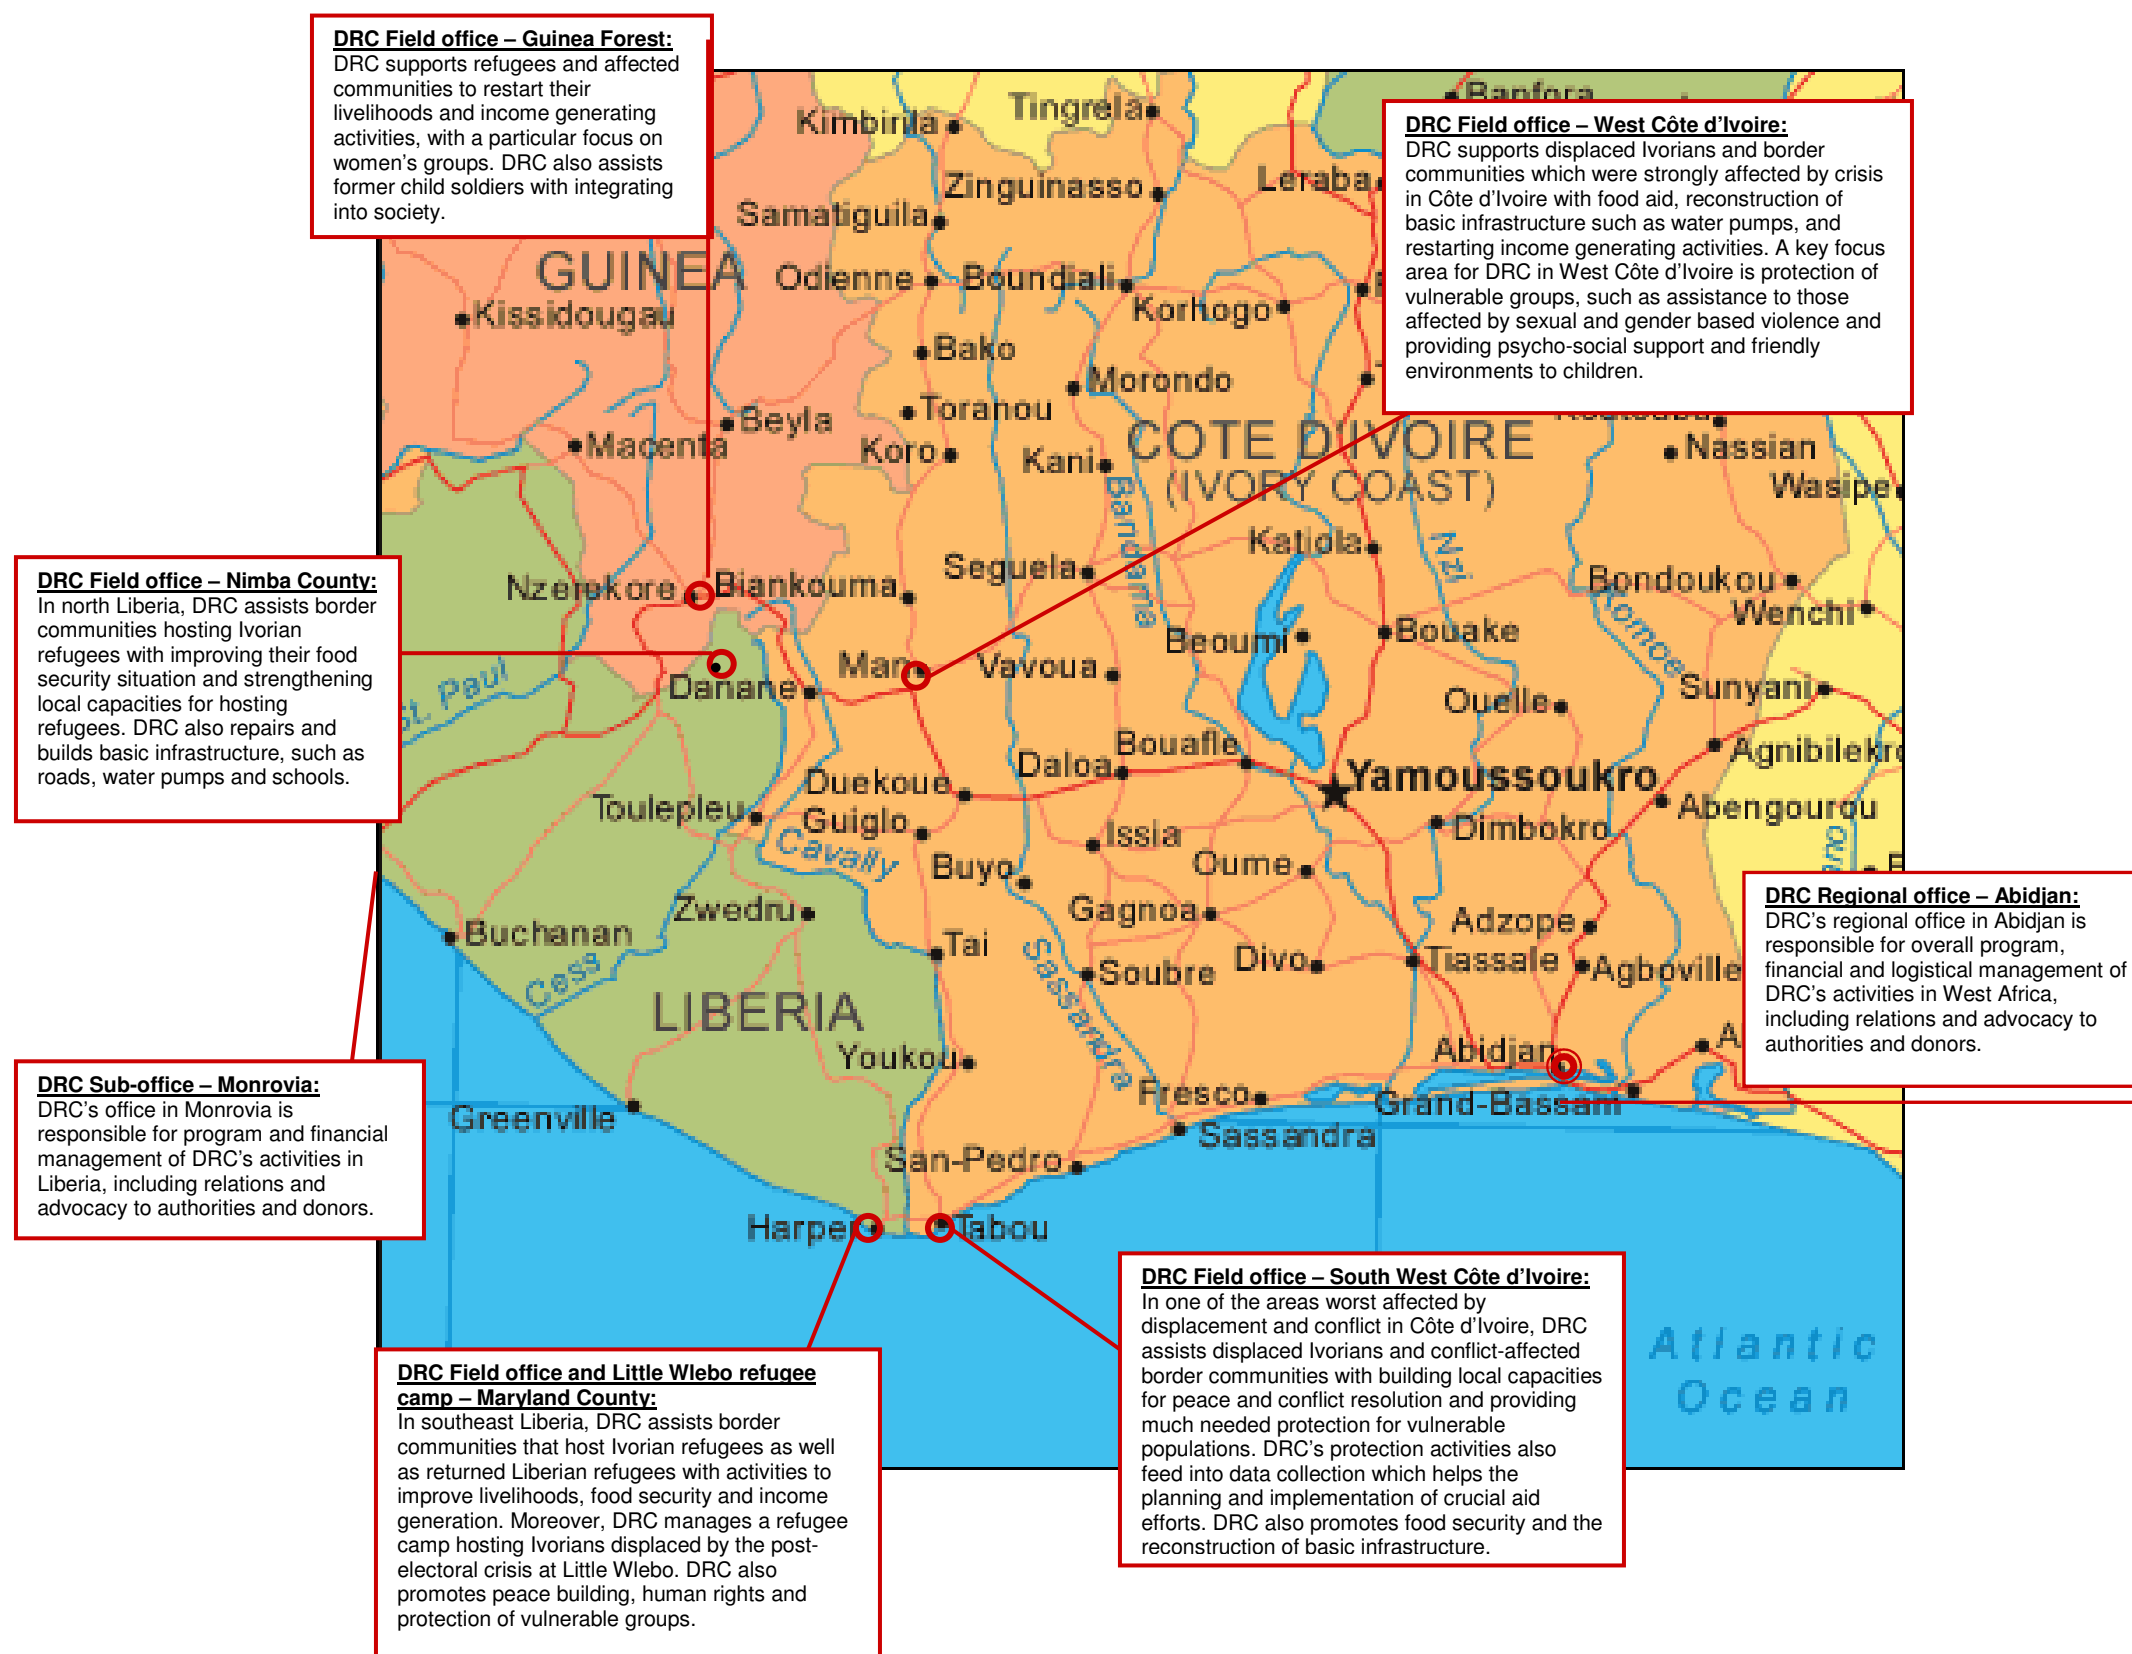 DRC Field office – Guinea Forest:
DRC supports refugees and affected
communities to restart their
livelihoods and income generating
activities, with a particular focus on
women's groups. DRC also assists
former child soldiers with integrating
into society.
DRC Field office – West Côte d'Ivoire:
DRC supports displaced Ivorians and border
communities which were strongly affected by crisis
in Côte d'Ivoire with food aid, reconstruction of
basic infrastructure such as water pumps, and
restarting income generating activities. A key focus
area for DRC in West Côte d'Ivoire is protection of
vulnerable groups, such as assistance to those
affected by sexual and gender based violence and
providing psycho-social support and friendly
environments to children.
DRC Field office – Nimba County:
In north Liberia, DRC assists border
communities hosting Ivorian
refugees with improving their food
security situation and strengthening
local capacities for hosting
refugees. DRC also repairs and
builds basic infrastructure, such as
roads, water pumps and schools.
DRC Regional office – Abidjan:
DRC's regional office in Abidjan is
responsible for overall program,
financial and logistical management of
DRC's activities in West Africa,
including relations and advocacy to
authorities and donors.
DRC Sub-office – Monrovia:
DRC's office in Monrovia is
responsible for program and financial
management of DRC's activities in
Liberia, including relations and
advocacy to authorities and donors.
DRC Field office and Little Wlebo refugee
camp – Maryland County:
In southeast Liberia, DRC assists border
communities that host Ivorian refugees as well
as returned Liberian refugees with activities to
improve livelihoods, food security and income
generation. Moreover, DRC manages a refugee
camp hosting Ivorians displaced by the post-
electoral crisis at Little Wlebo. DRC also
promotes peace building, human rights and
protection of vulnerable groups.
DRC Field office – South West Côte d'Ivoire:
In one of the areas worst affected by
displacement and conflict in Côte d'Ivoire, DRC
assists displaced Ivorians and conflict-affected
border communities with building local capacities
for peace and conflict resolution and providing
much needed protection for vulnerable
populations. DRC's protection activities also
feed into data collection which helps the
planning and implementation of crucial aid
efforts. DRC also promotes food security and the
reconstruction of basic infrastructure.
Banfora
Tingrela
Kimbirila
Zinguinasso
Leraba
Samatiguila
GUINEA
Odienne
Boundiali
Korhogo
Kissidougau
Bako
Morondo
Toranou
Beyla
Macenta
Koro
Kani
COTE D'IVOIRE
(IVORY COAST)
Nassian
Wasipe
Bandama
Katiola
Nzi
Seguela
Nzerekore
Biankouma
Bondoukou
Komoe
Wenchi
Beoumi
Bouake
Man
Vavoua
Danane
St. Paul
Sunyani
Ouelle
Bouafle
Agnibilekro
Daloa
Yamoussoukro
Duekoue
Toulepleu
Guiglo
Abengourou
Dimbokro
Issia
Cavally
Buyo
Oume
Zwedru
Gagnoa
Adzope
Buchanan
Tai
Divo
Tiassale
Agboville
Soubre
Cess
Sassandra
LIBERIA
Youkou
Abidjan
Fresco
Grand-Bassam
Greenville
Sassandra
San-Pedro
Harper
Tabou
Atlantic
Ocean